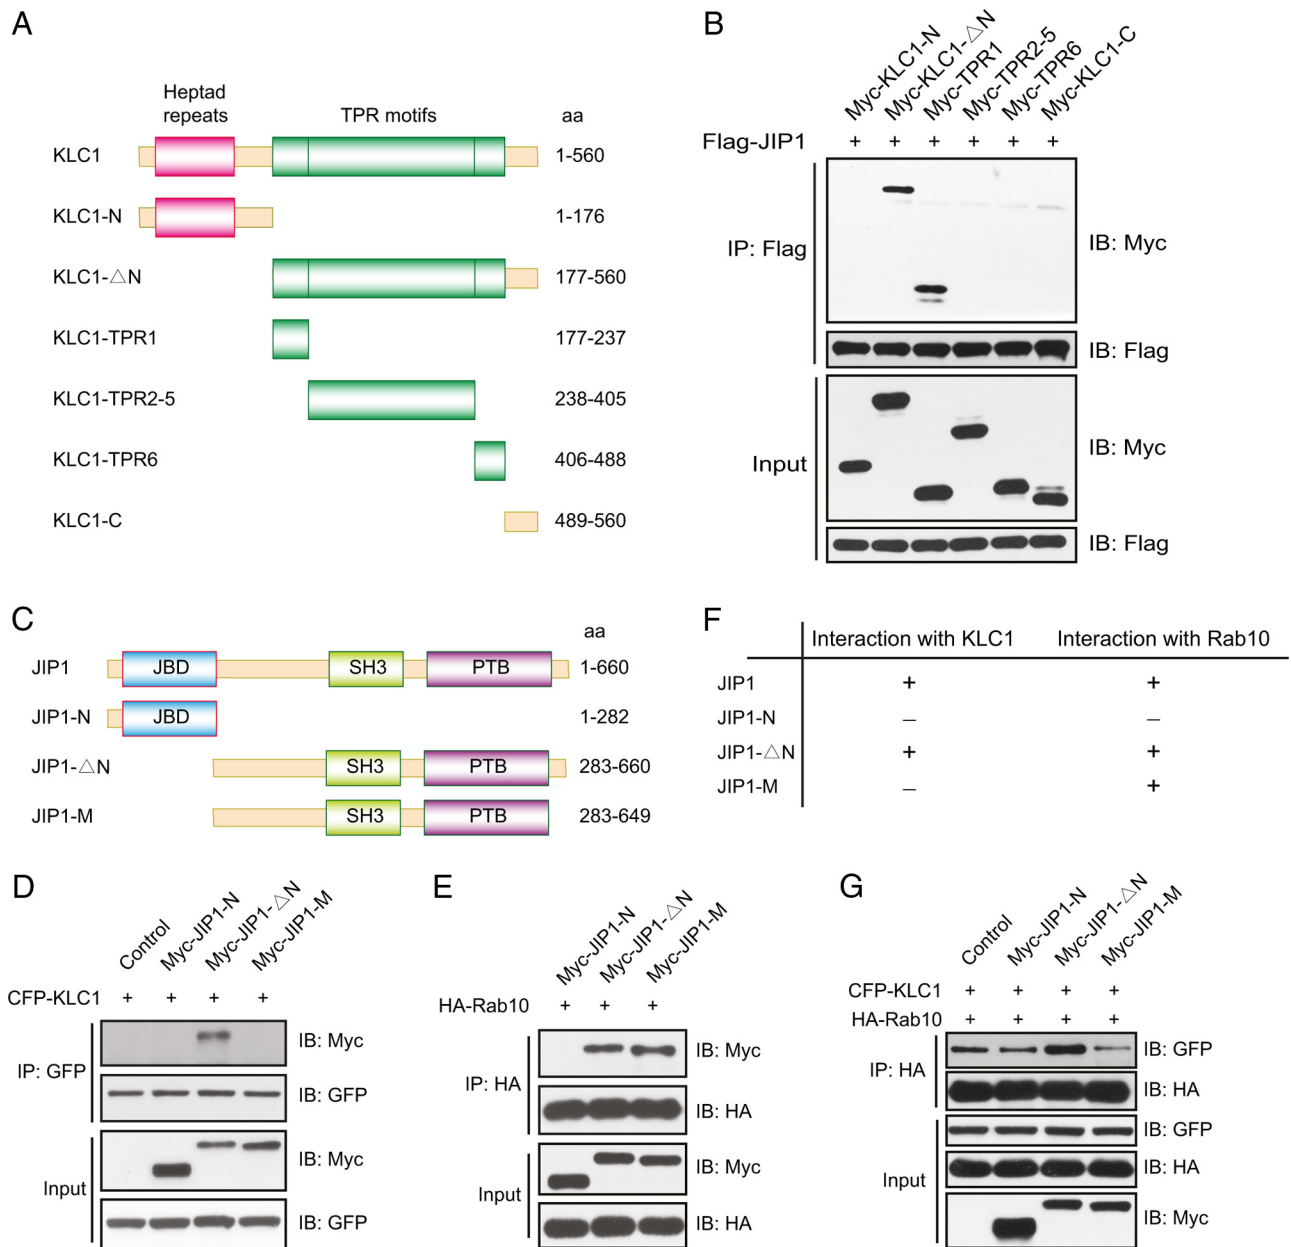 A
Heptad
repeats
TPR motifs
aa
KLC1
1-560
KLC1-N
1-176
KLC1-△N
177-560
KLC1-TPR1
177-237
KLC1-TPR2-5
238-405
KLC1-TPR6
406-488
KLC1-C
489-560
B
Myc-KLC1-N
Myc-KLC1-△N
Myc-TPR1
Myc-TPR2-5
Myc-TPR6
Myc-KLC1-C
Flag-JIP1 + + + + + +
IP: Flag
IB: Myc
IB: Flag
Input
IB: Myc
IB: Flag
C
aa
JIP1 JBD SH3 PTB 1-660
JIP1-N JBD 1-282
JIP1-△N SH3 PTB 283-660
JIP1-M SH3 PTB 283-649
F
Interaction with KLC1 Interaction with Rab10
JIP1 + +
JIP1-N – –
JIP1-△N + +
JIP1-M – +
D
Control
Myc-JIP1-N
Myc-JIP1-△N
Myc-JIP1-M
CFP-KLC1 + + + +
IP: GFP
IB: Myc
IB: GFP
Input
IB: Myc
IB: GFP
E
Myc-JIP1-N
Myc-JIP1-△N
Myc-JIP1-M
HA-Rab10 + + +
IP: HA
IB: Myc
IB: HA
Input
IB: Myc
IB: HA
G
Control
Myc-JIP1-N
Myc-JIP1-△N
Myc-JIP1-M
CFP-KLC1 + + + +
HA-Rab10 + + + +
IP: HA
IB: GFP
IB: HA
Input
IB: GFP
IB: HA
IB: Myc